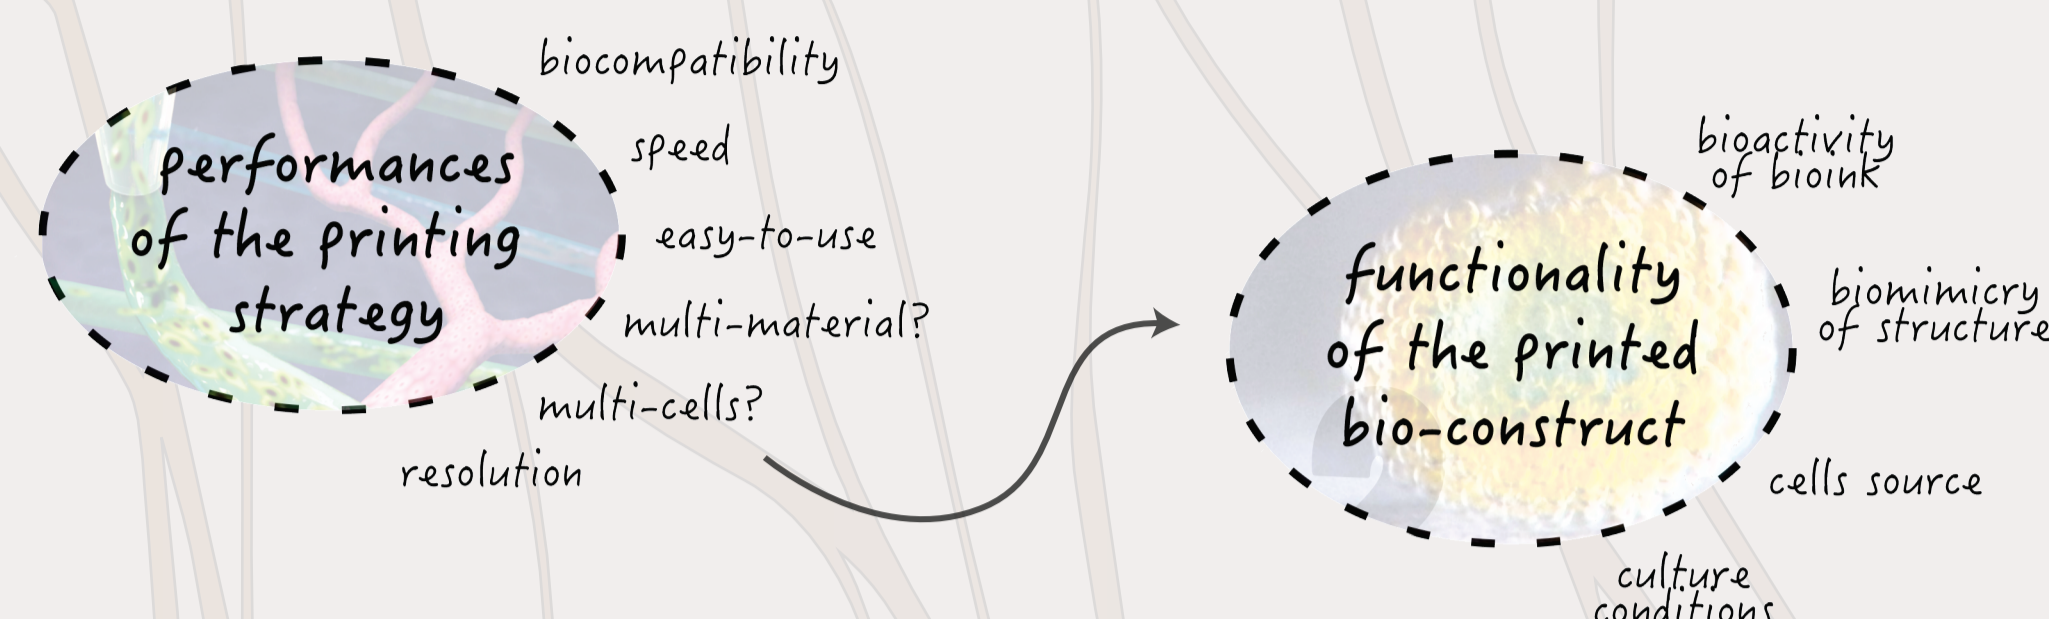 performances
of the printing
strategy
biocompatibility
speed
easy-to-use
multi-material?
multi-cells?
resolution
functionality
of the printed
bio-construct
bioactivity
of bioink
biomimicry
of structure
cells source
culture
conditions